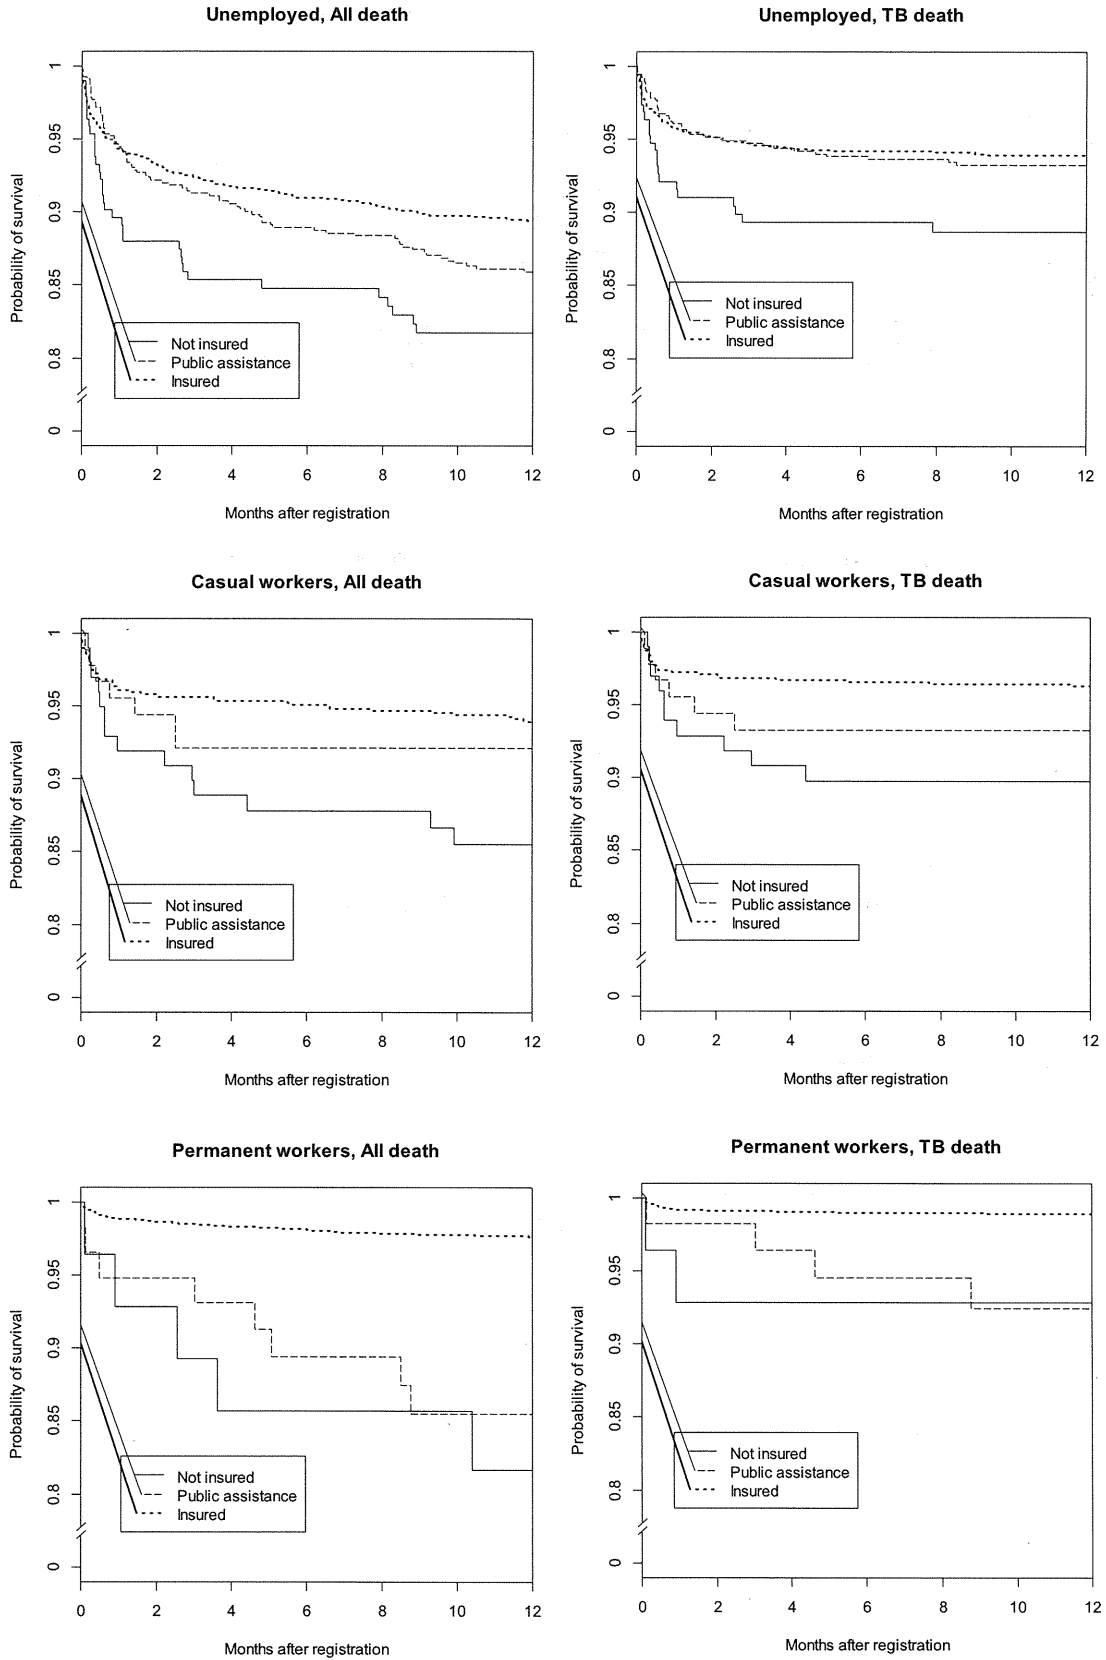 Unemployed, All death
Probability of survival
1
0.95
0.9
0.85
0.8
0
Not insured
Public assistance
Insured
0 2 4 6 8 10 12
Months after registration
Unemployed, TB death
Probability of survival
1
0.95
0.9
0.85
0.8
0
Not insured
Public assistance
Insured
0 2 4 6 8 10 12
Months after registration
Casual workers, All death
Probability of survival
1
0.95
0.9
0.85
0.8
0
Not insured
Public assistance
Insured
0 2 4 6 8 10 12
Months after registration
Casual workers, TB death
Probability of survival
1
0.95
0.9
0.85
0.8
0
Not insured
Public assistance
Insured
0 2 4 6 8 10 12
Months after registration
Permanent workers, All death
Probability of survival
1
0.95
0.9
0.85
0.8
0
Not insured
Public assistance
Insured
0 2 4 6 8 10 12
Months after registration
Permanent workers, TB death
Probability of survival
1
0.95
0.9
0.85
0.8
0
Not insured
Public assistance
Insured
0 2 4 6 8 10 12
Months after registration